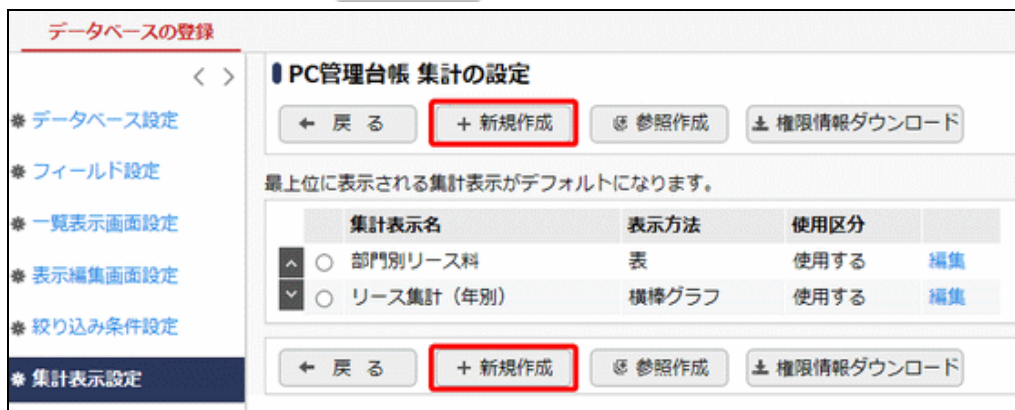 データベースの登録
< >
データベース設定
フィールド設定
一覧表示画面設定
表示編集画面設定
絞り込み条件設定
集計表示設定
PC管理台帳 集計の設定
← 戻 る + 新規作成 参照作成 権限情報ダウンロード
最上位に表示される集計表示がデフォルトになります。
集計表示名 表示方法 使用区分
部門別リース料 表 使用する 編集
リース集計（年別） 横棒グラフ 使用する 編集
← 戻 る + 新規作成 参照作成 権限情報ダウンロード